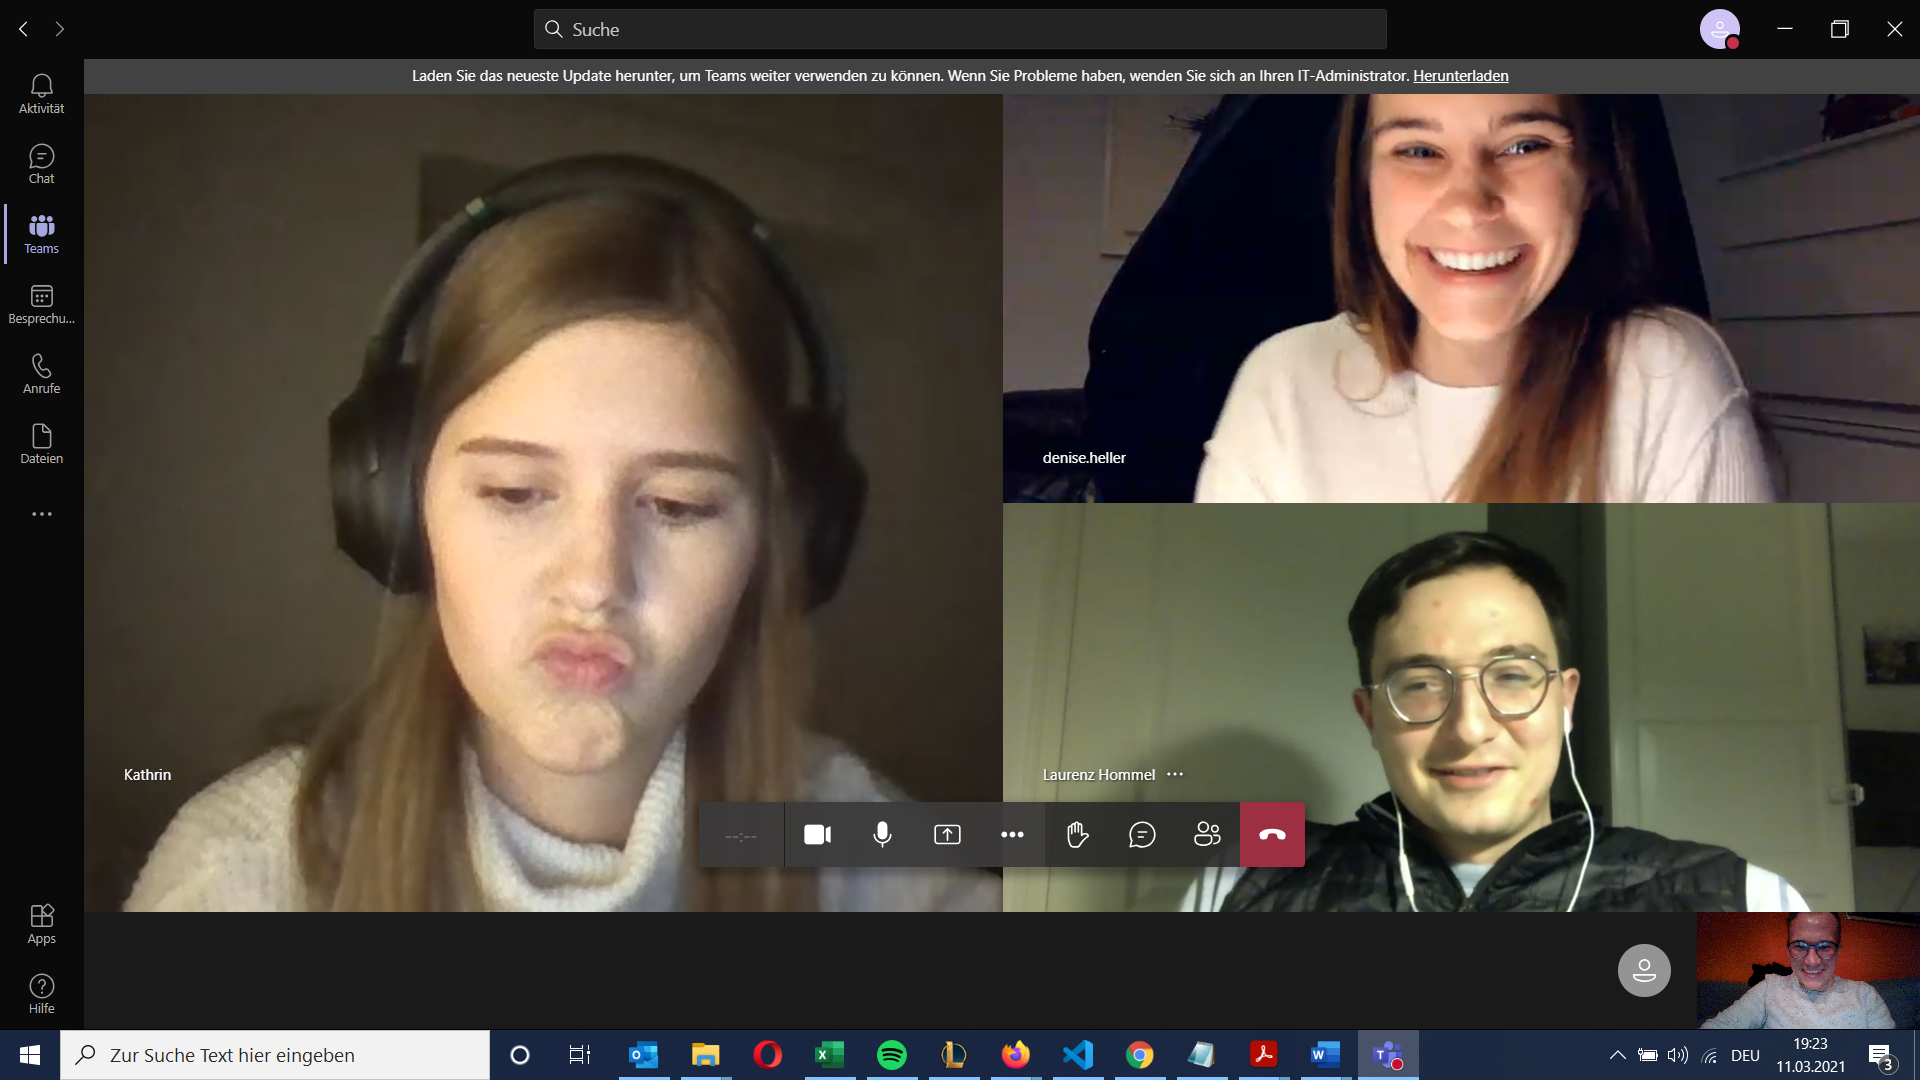 Suche
Laden Sie das neueste Update herunter, um Teams weiter verwenden zu können. Wenn Sie Probleme haben, wenden Sie sich an Ihren IT-Administrator. Herunterladen
Aktivität
Chat
Teams
Besprechu...
Anrufe
Dateien
denise.heller
Kathrin
Laurenz Hommel
--:--
Apps
Hilfe
Zur Suche Text hier eingeben
DEU
19:23
11.03.2021
3